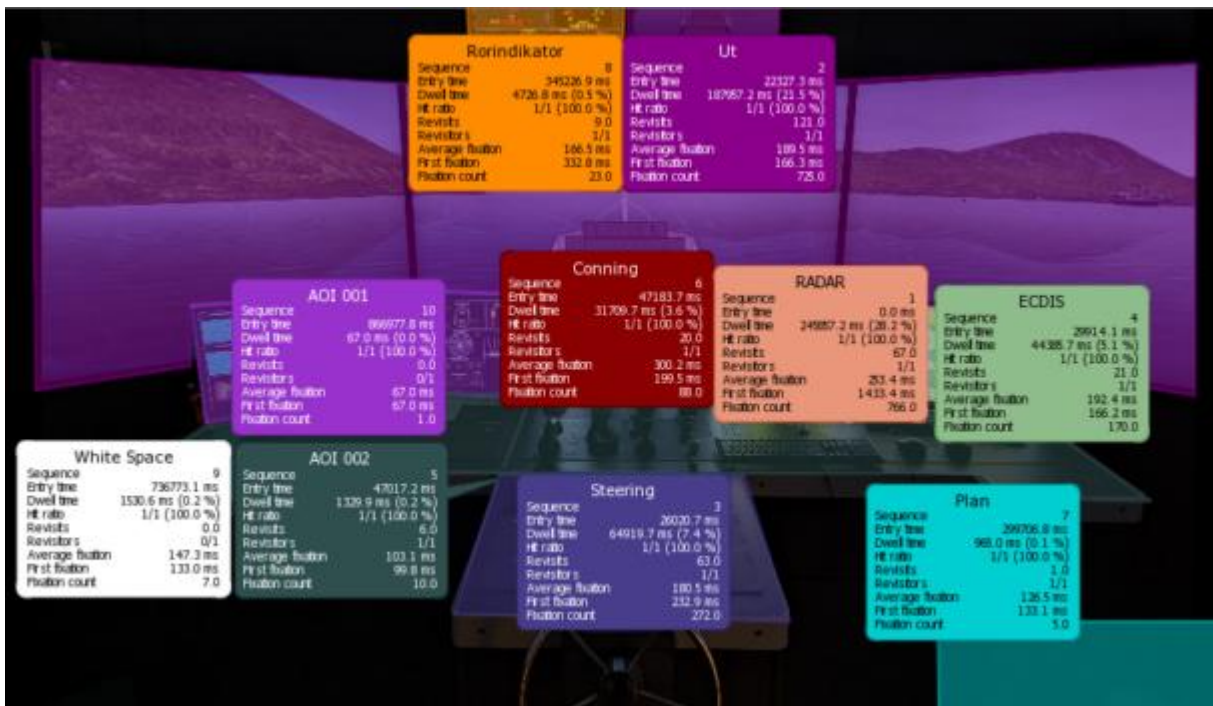 Rorindikator
Sequence 8
Entry time 345226.9 ms
Dwell time 4726.8 ms (0.5 %)
Hit ratio 1/1 (100.0 %)
Revisits 9.0
Revisitors 1/1
Average fixation 166.5 ms
First fixation 332.8 ms
Fixation count 23.0
Ut
Sequence 2
Entry time 22327.3 ms
Dwell time 187957.2 ms (21.5 %)
Hit ratio 1/1 (100.0 %)
Revisits 121.0
Revisitors 1/1
Average fixation 189.5 ms
First fixation 166.3 ms
Fixation count 725.0
Conning
Sequence 6
Entry time 47183.7 ms
Dwell time 31709.7 ms (3.6 %)
Hit ratio 1/1 (100.0 %)
Revisits 20.0
Revisitors 1/1
Average fixation 300.2 ms
First fixation 199.5 ms
Fixation count 88.0
RADAR
Sequence 1
Entry time 0.0 ms
Dwell time (28.2 %)
Hit ratio 1/1 (100.0 %)
Revisits 67.0
Revisitors 1/1
Average fixation
First fixation 1433.4 ms
Fixation count 766.0
AOI 001
Sequence 10
Entry time 866977.8 ms
Dwell time 67.0 ms (0.0 %)
Hit ratio 1/1 (100.0 %)
Revisits 0.0
Revisitors 0/1
Average fixation 67.0 ms
First fixation 67.0 ms
Fixation count 1.0
ECDIS
Sequence 4
Entry time 29914.1 ms
Dwell time 44385.7 ms (5.1 %)
Hit ratio 1/1 (100.0 %)
Revisits 21.0
Revisitors 1/1
Average fixation 192.4 ms
First fixation 166.2 ms
Fixation count 170.0
White Space
Sequence 9
Entry time 736773.1 ms
Dwell time 1530.6 ms (0.2 %)
Hit ratio 1/1 (100.0 %)
Revisits 0.0
Revisitors 0/1
Average fixation 147.3 ms
First fixation 133.0 ms
Fixation count 7.0
AOI 002
Sequence 5
Entry time 47017.2 ms
Dwell time 1329.9 ms (0.2 %)
Hit ratio 1/1 (100.0 %)
Revisits 6.0
Revisitors 1/1
Average fixation 103.1 ms
First fixation 99.8 ms
Fixation count 10.0
Steering
Sequence 3
Entry time 26020.7 ms
Dwell time 64919.7 ms (7.4 %)
Hit ratio 1/1 (100.0 %)
Revisits 63.0
Revisitors 1/1
Average fixation 180.5 ms
First fixation 232.9 ms
Fixation count 272.0
Plan
Sequence 7
Entry time 299706.8 ms
Dwell time (0.1 %)
Hit ratio 1/1 (100.0 %)
Revisits 1.0
Revisitors 1/1
Average fixation 126.5 ms
First fixation 133.1 ms
Fixation count 5.0